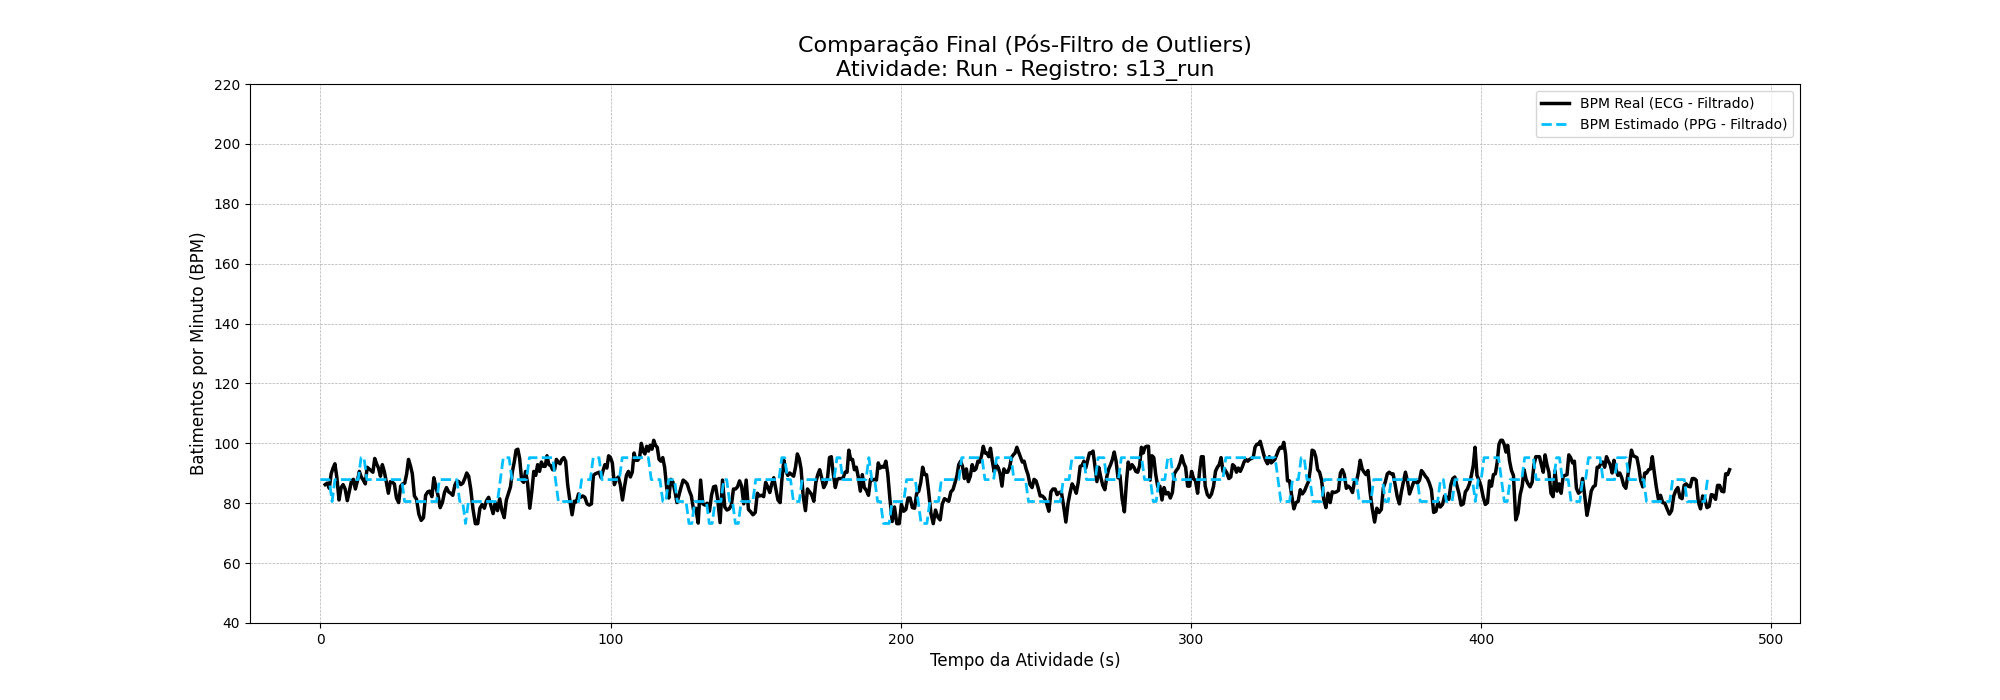 Comparação Final (Pós-Filtro de Outliers)
Atividade: Run - Registro: s13_run
BPM Real (ECG - Filtrado)
BPM Estimado (PPG - Filtrado)
Batimentos por Minuto (BPM)
220
200
180
160
140
120
100
80
60
40
0
100
200
300
400
500
Tempo da Atividade (s)